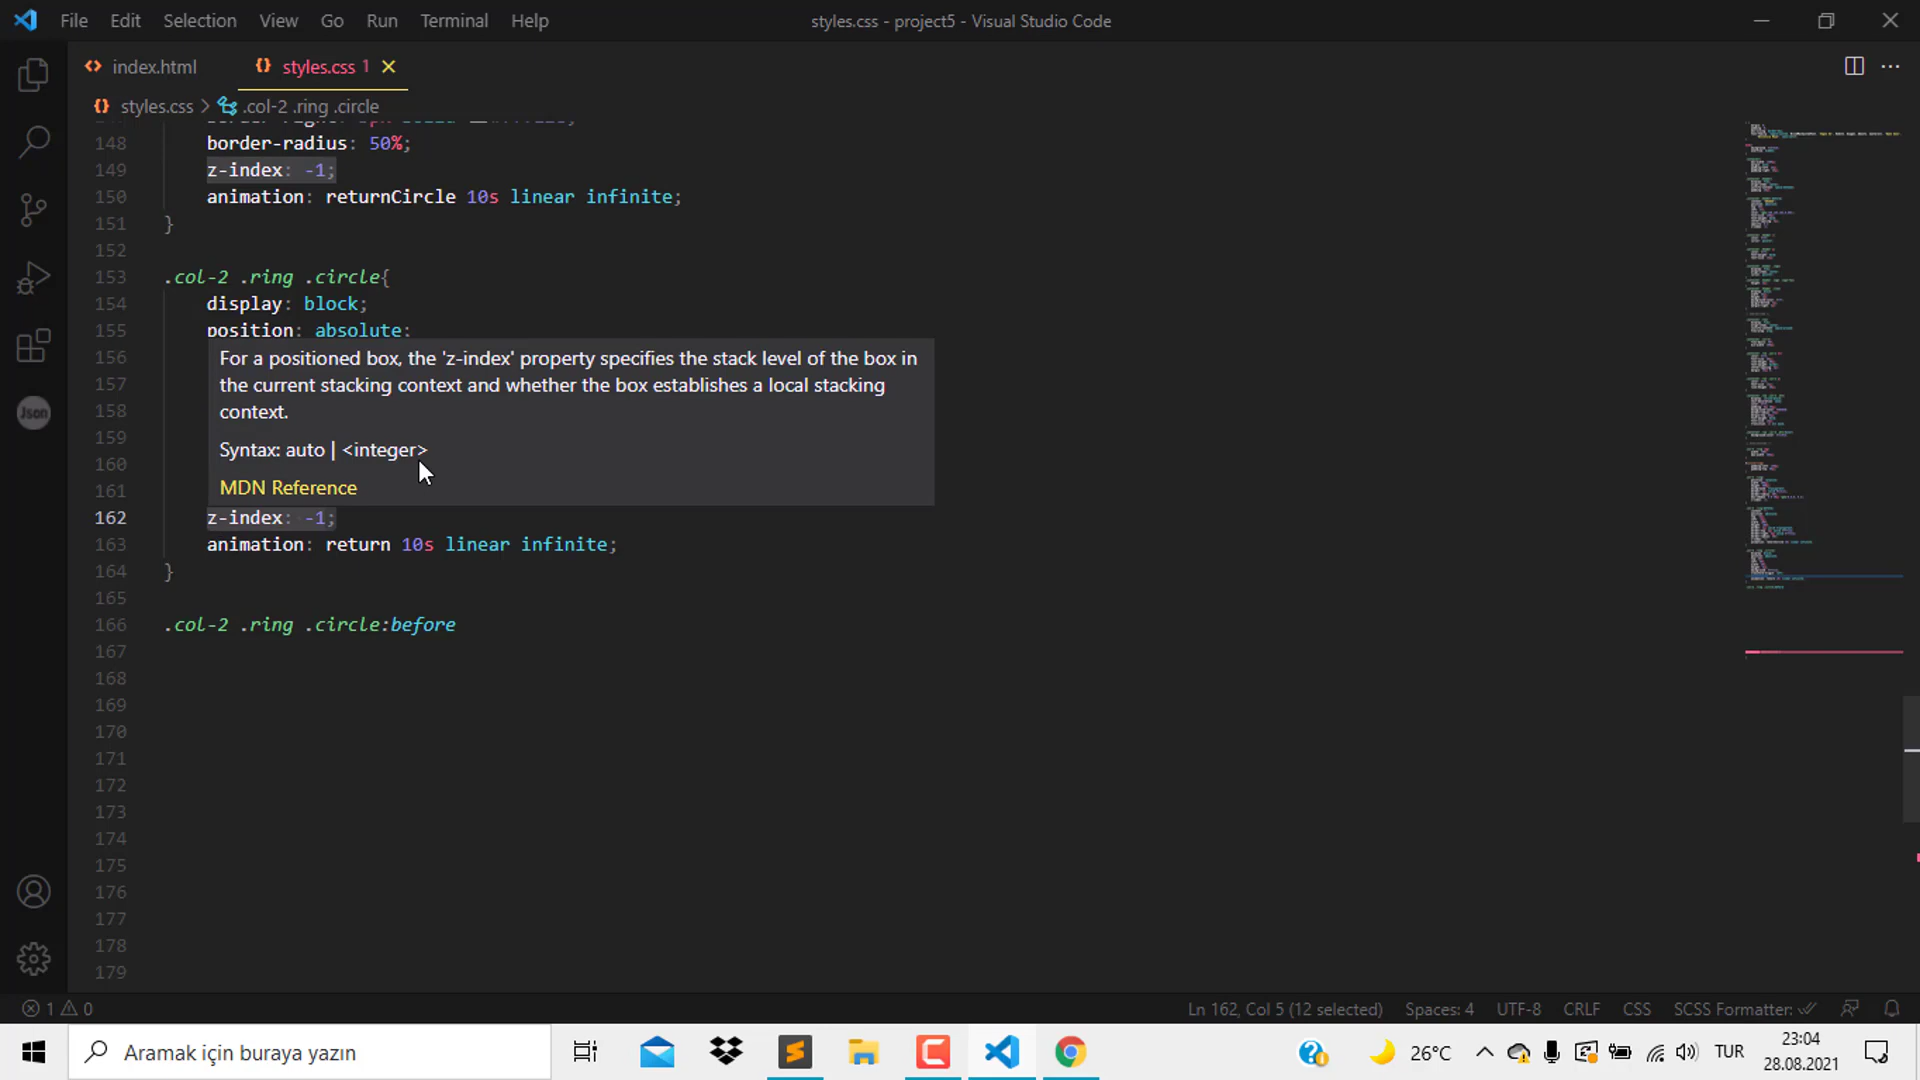 File Edit Selection View Go Run Terminal Help
styles.css - project5 - Visual Studio Code
index.html styles.css 1
styles.css > .col-2 .ring .circle
148 border-radius: 50%;
149 z-index: -1;
150 animation: returnCircle 10s linear infinite;
151 }
152
153 .col-2 .ring .circle{
154 display: block;
155 position: absolute;
156
157
158
159
160
161
For a positioned box, the 'z-index' property specifies the stack level of the box in
the current stacking context and whether the box establishes a local stacking
context.
Syntax: auto | <integer>
MDN Reference
162 z-index: -1;
163 animation: return 10s linear infinite;
164 }
165
166 .col-2 .ring .circle:before
167
168
169
170
171
172
173
174
175
176
177
178
179
Json
1 0
Ln 162, Col 5 (12 selected) Spaces: 4 UTF-8 CRLF CSS SCSS Formatter:
Aramak için buraya yazın
26°C
TUR
23:04
28.08.2021